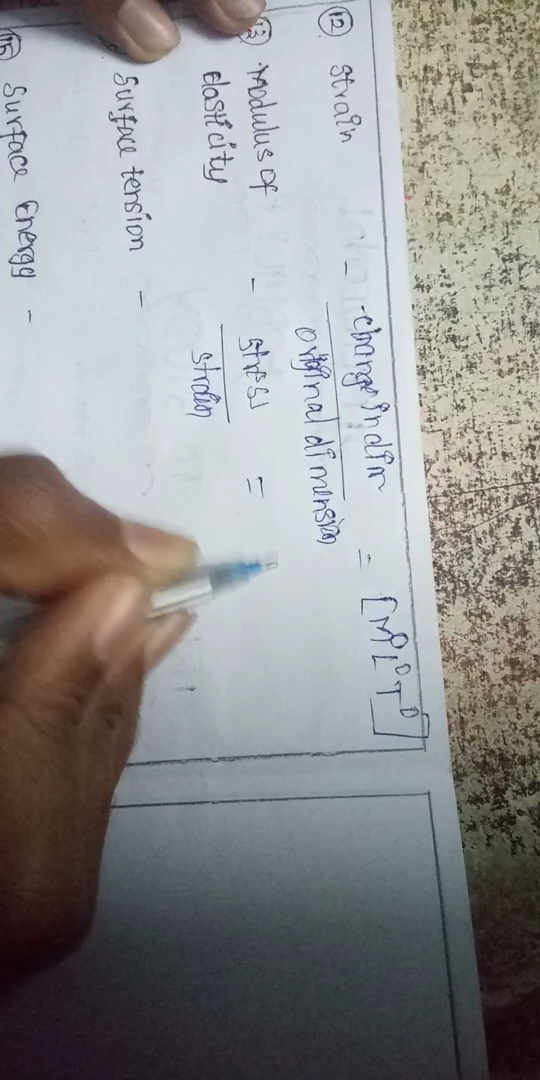 ⑫ strain - change in dim = [M⁰L⁰T⁰]
original dimension
⑬ Modulus of
elasticity - stress =
strain
surface tension -
⑮ Surface Energy -